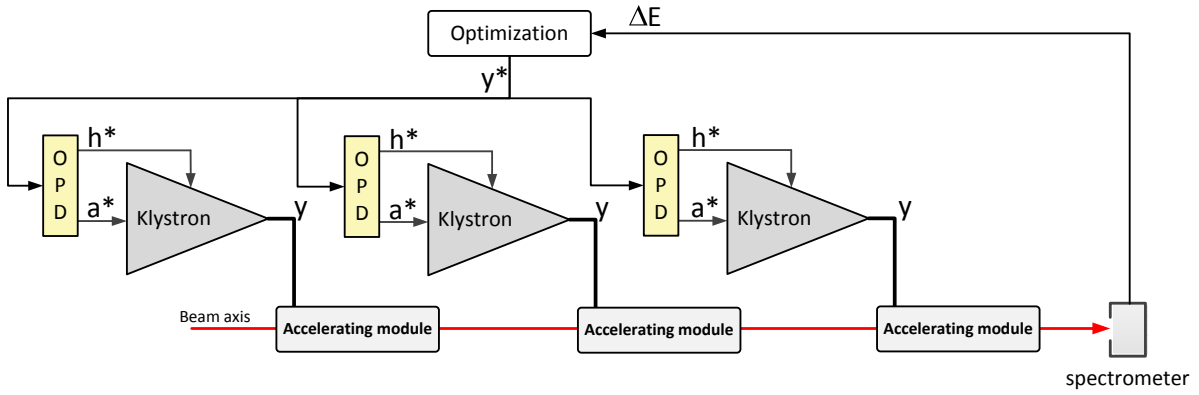 ΔE
Optimization
y*
h*
h*
h*
O
P
D
O
P
D
O
P
D
a*
Klystron
y
a*
Klystron
y
a*
Klystron
y
Beam axis
Accelerating module
Accelerating module
Accelerating module
spectrometer